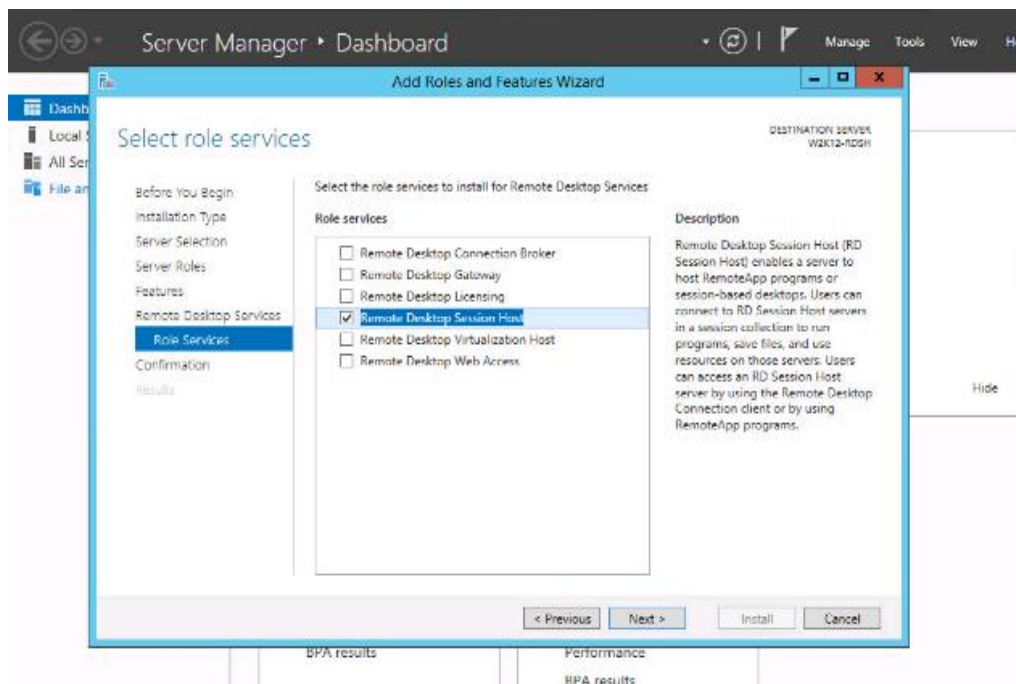 Server Manager • Dashboard
Manage Tools View
Add Roles and Features Wizard
Dashb
Local
All Ser
File an
Select role services
DESTINATION SERVER
W2K12-RDSH
Before You Begin
Installation Type
Server Selection
Server Roles
Features
Remote Desktop Services
Role Services
Confirmation
Results
Select the role services to install for Remote Desktop Services
Role services
Remote Desktop Connection Broker
Remote Desktop Gateway
Remote Desktop Licensing
Remote Desktop Session Host
Remote Desktop Virtualization Host
Remote Desktop Web Access
Description
Remote Desktop Session Host (RD
Session Host) enables a server to
host RemoteApp programs or
session-based desktops. Users can
connect to RD Session Host servers
in a session collection to run
programs, save files, and use
resources on those servers. Users
can access an RD Session Host
server by using the Remote Desktop
Connection client or by using
RemoteApp programs.
Hide
< Previous Next > Install Cancel
BPA results
Performance
BPA results